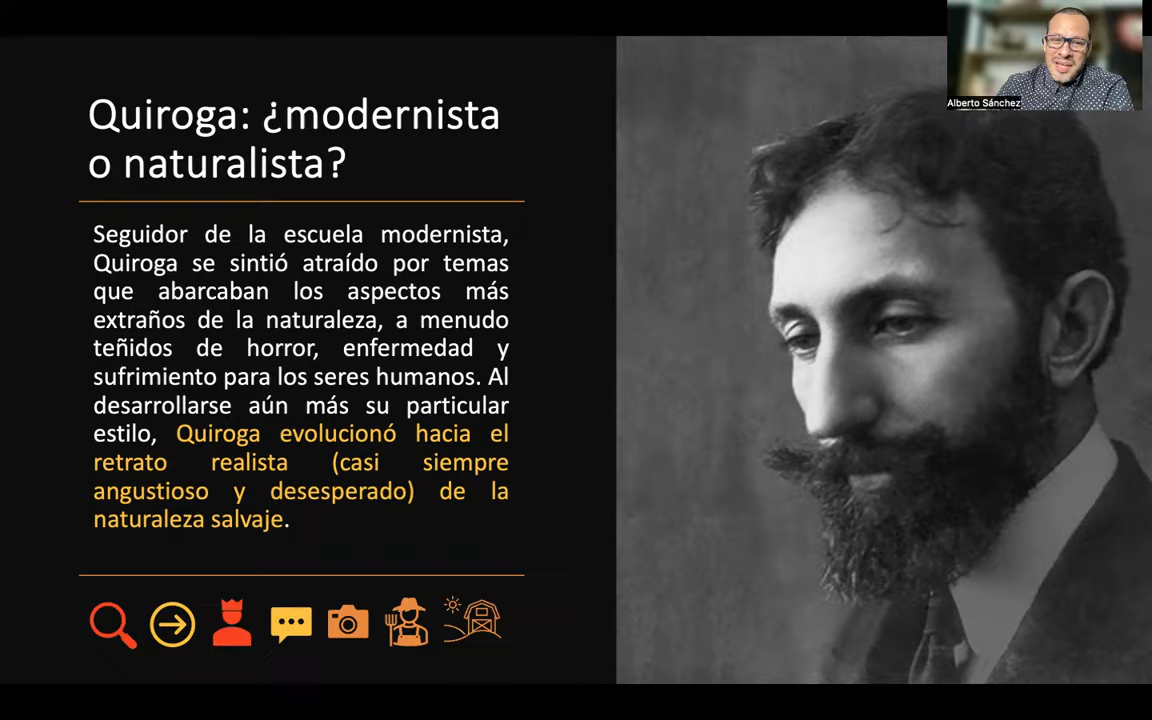 Alberto Sánchez
Quiroga: ¿modernista
o naturalista?
Seguidor de la escuela modernista,
Quiroga se sintió atraído por temas
que abarcaban los aspectos más
extraños de la naturaleza, a menudo
teñidos de horror, enfermedad y
sufrimiento para los seres humanos. Al
desarrollarse aún más su particular
estilo, Quiroga evolucionó hacia el
retrato realista (casi siempre
angustioso y desesperado) de la
naturaleza salvaje.